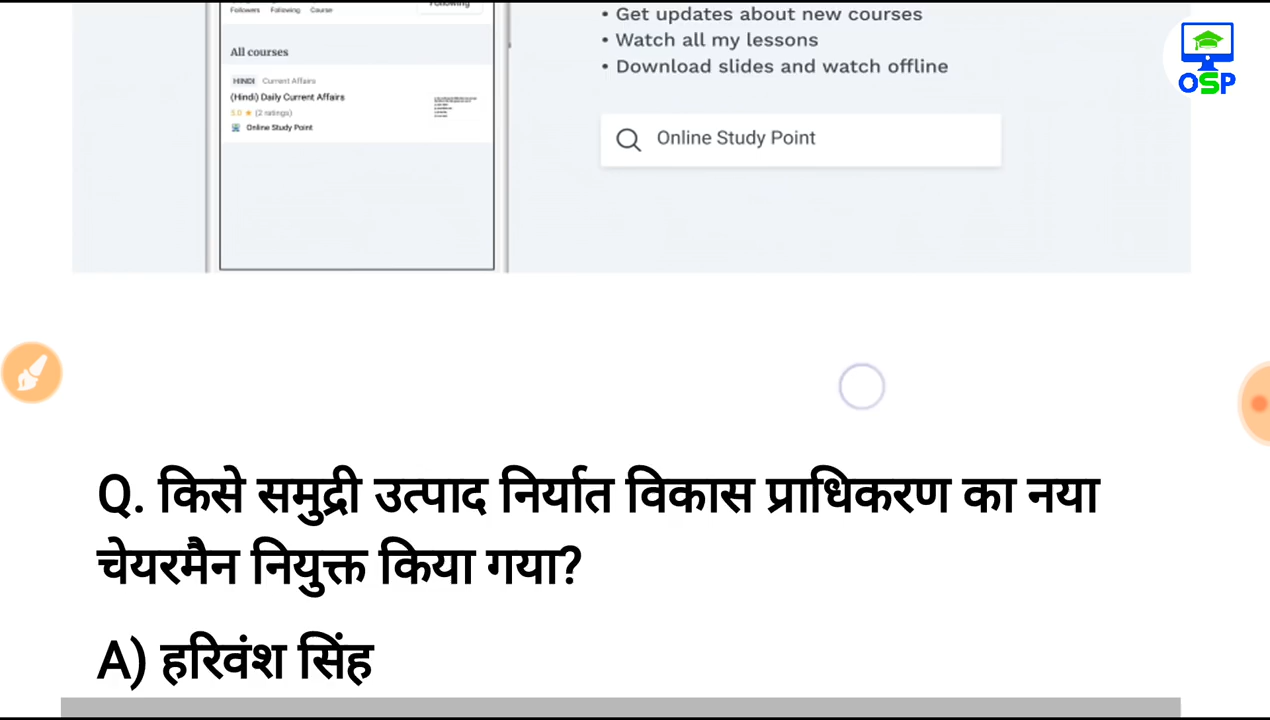 Followers Following Course
Following
All courses
HINDI Current Affairs
(Hindi) Daily Current Affairs
5.0 ★ (2 ratings)
Online Study Point
• Get updates about new courses
• Watch all my lessons
• Download slides and watch offline
Online Study Point
OSP
Q. किसे समुद्री उत्पाद निर्यात विकास प्राधिकरण का नया
चेयरमैन नियुक्त किया गया?
A) हरिवंश सिंह